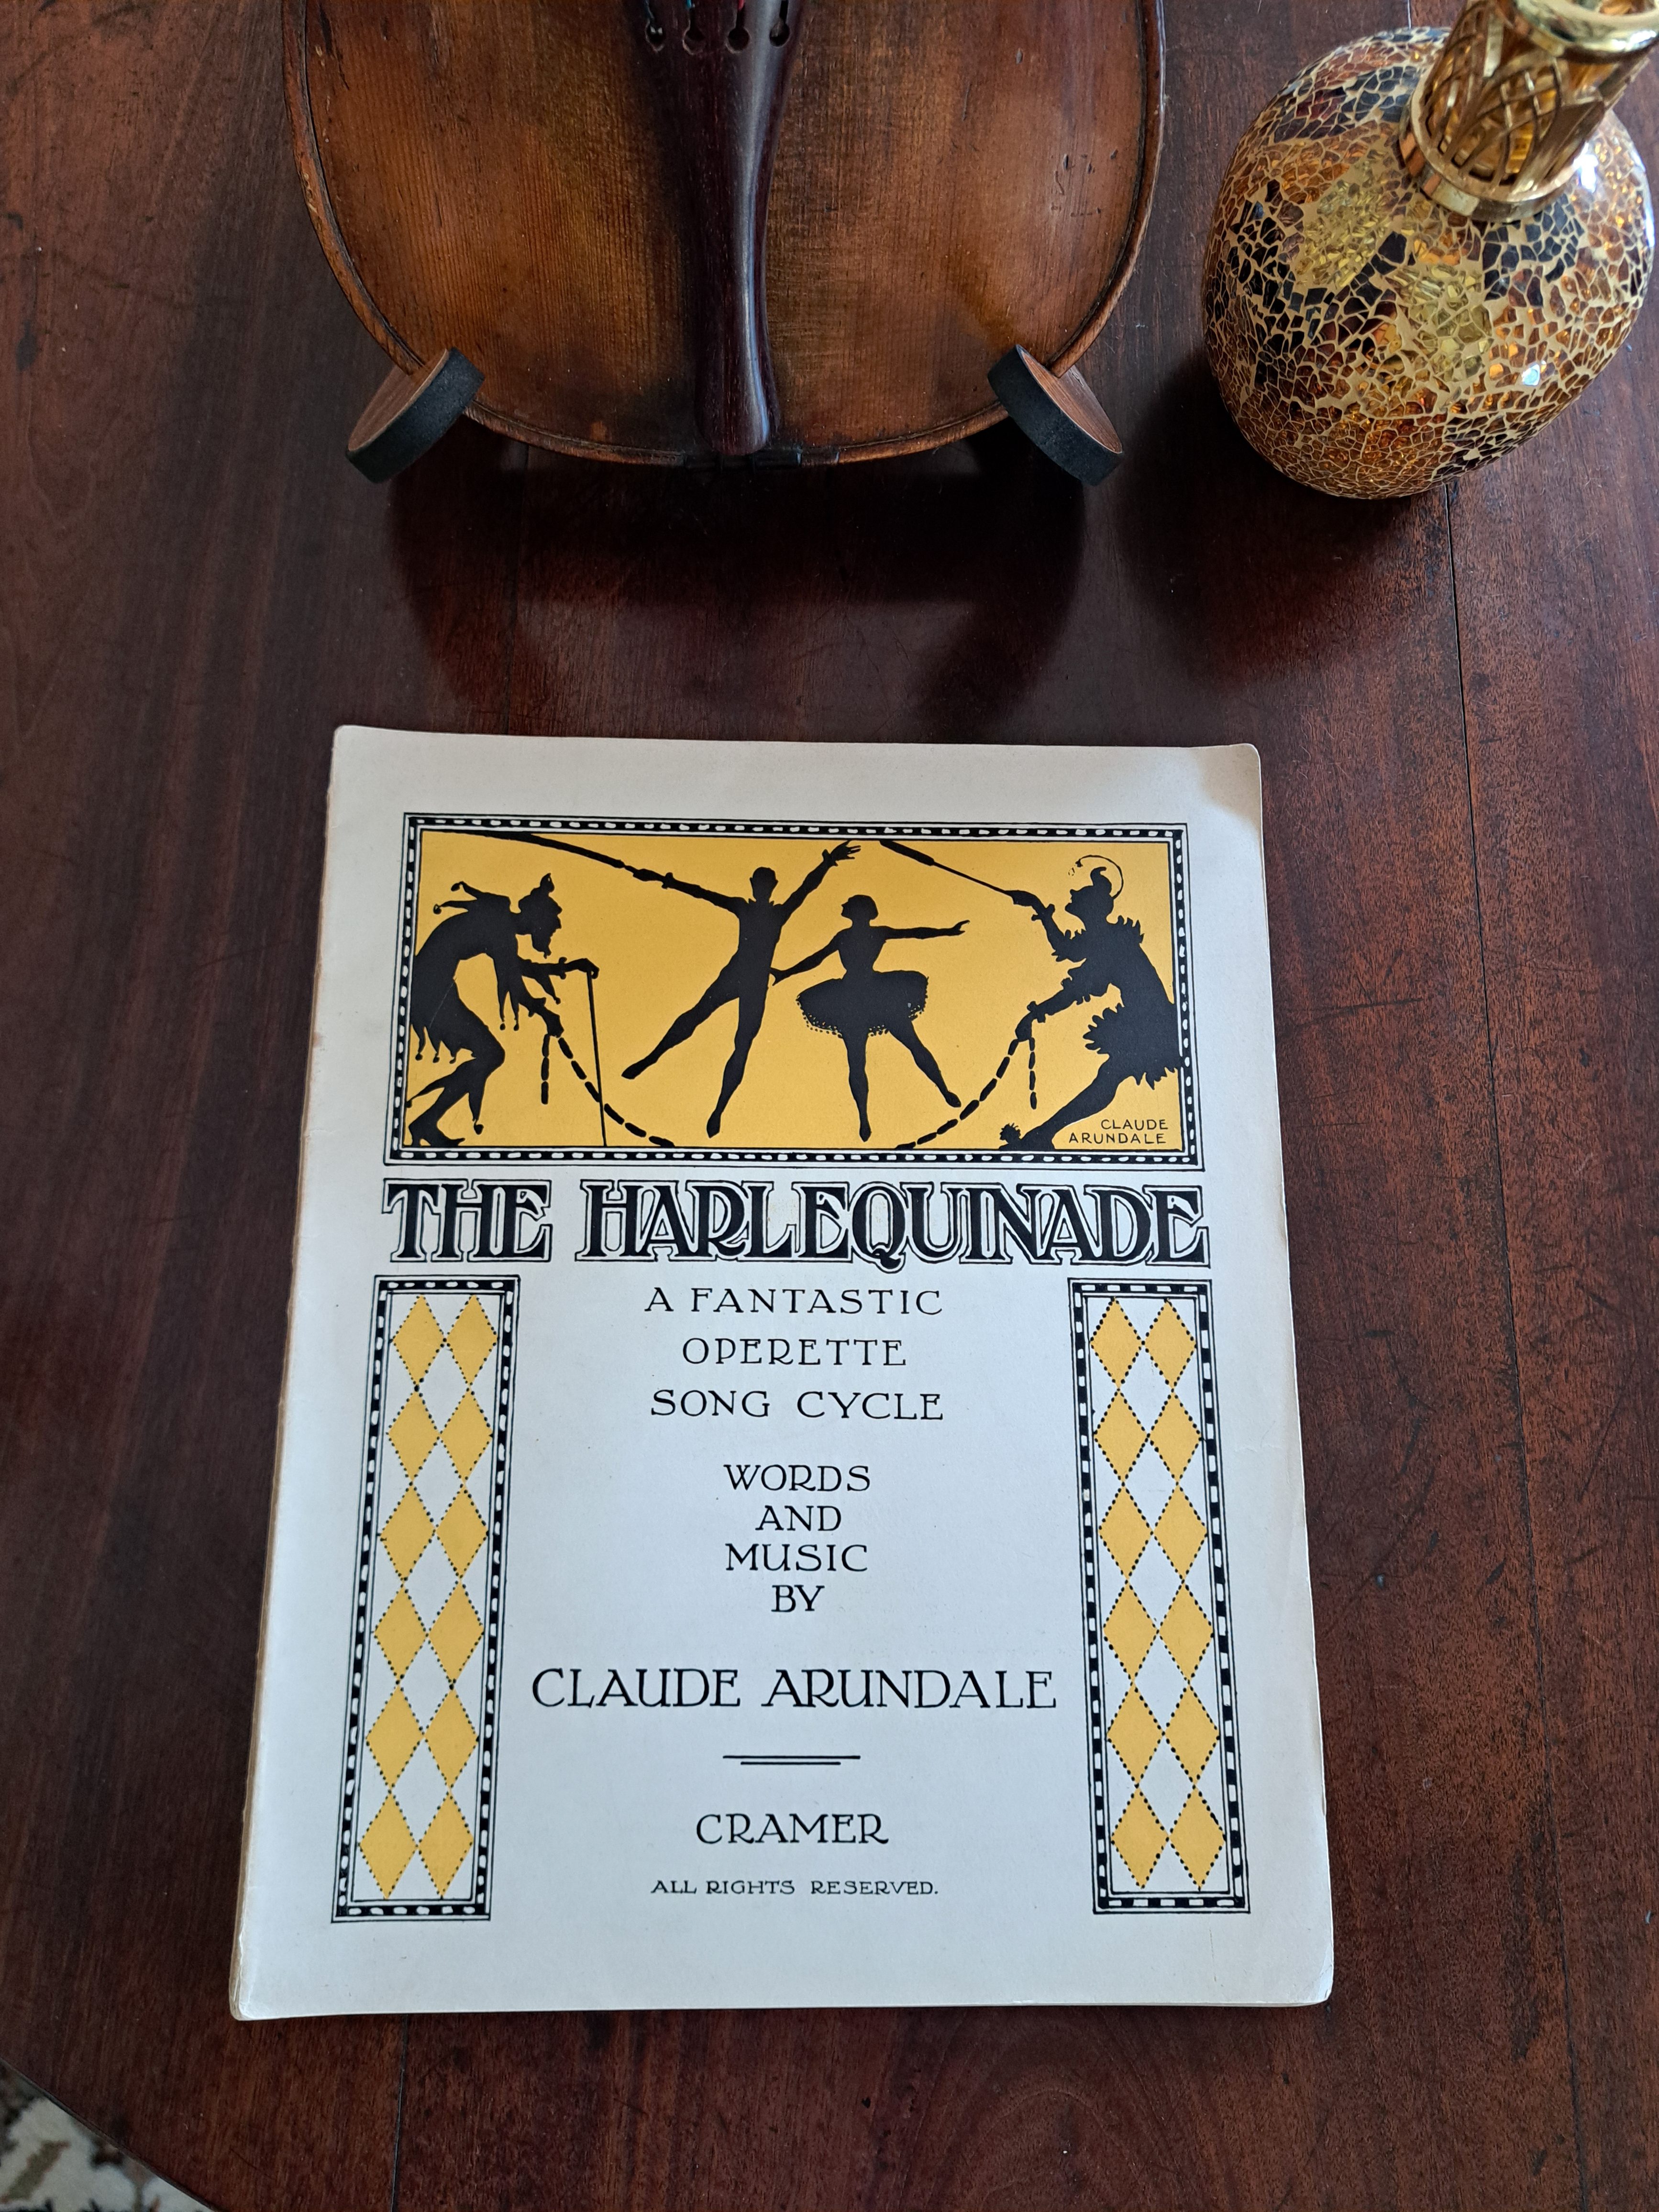 CLAUDE
ARUNDALE
THE HARLEQUINADE
A FANTASTIC
OPERETTE
SONG CYCLE
WORDS
AND
MUSIC
BY
CLAUDE ARUNDALE
CRAMER
ALL RIGHTS RESERVED.